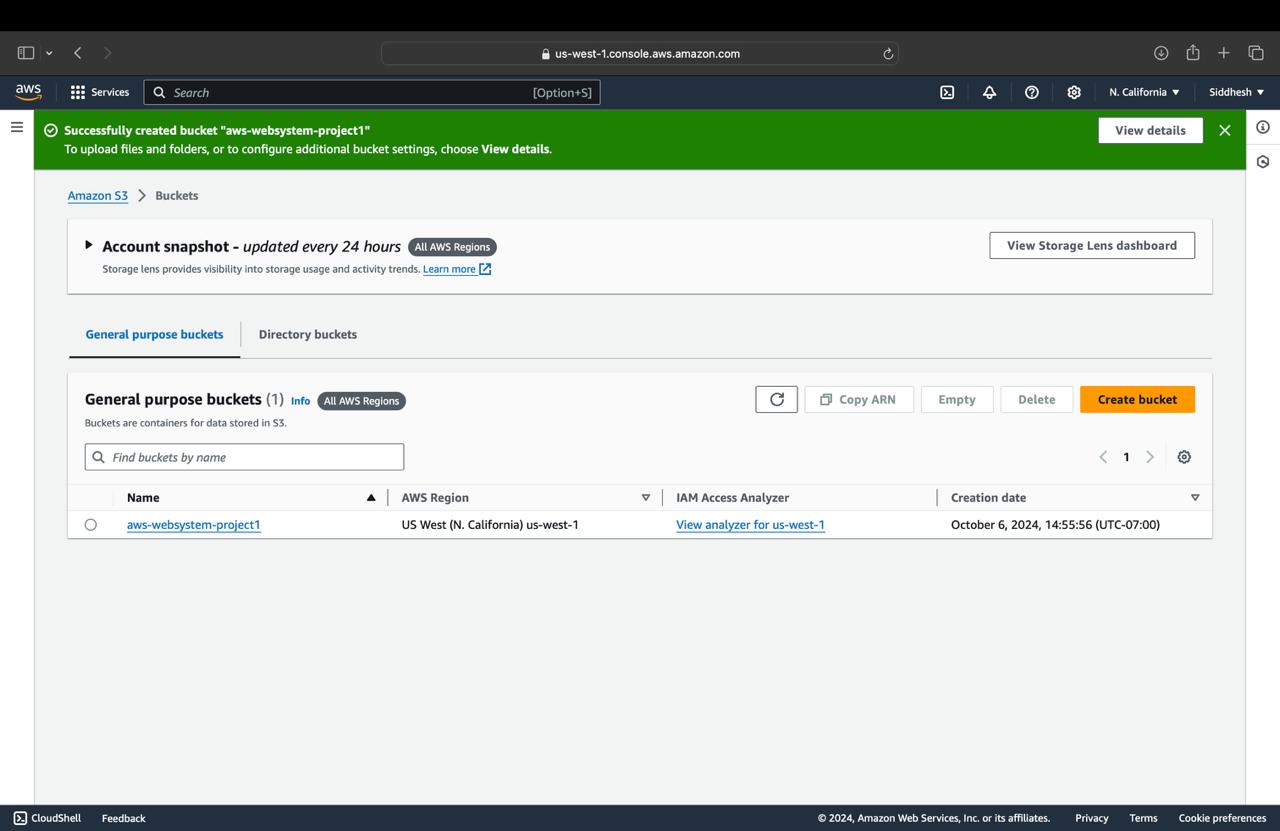 us-west-1.console.aws.amazon.com
aws
Services
Search
[Option+S]
N. California
Siddhesh
Successfully created bucket "aws-websystem-project1"
To upload files and folders, or to configure additional bucket settings, choose View details.
View details
Amazon S3
Buckets
Account snapshot - updated every 24 hours
All AWS Regions
View Storage Lens dashboard
Storage lens provides visibility into storage usage and activity trends. Learn more
General purpose buckets
Directory buckets
General purpose buckets (1) Info
All AWS Regions
Copy ARN
Empty
Delete
Create bucket
Buckets are containers for data stored in S3.
Find buckets by name
1
Name
AWS Region
IAM Access Analyzer
Creation date
aws-websystem-project1
US West (N. California) us-west-1
View analyzer for us-west-1
October 6, 2024, 14:55:56 (UTC-07:00)
CloudShell
Feedback
© 2024, Amazon Web Services, Inc. or its affiliates.
Privacy
Terms
Cookie preferences